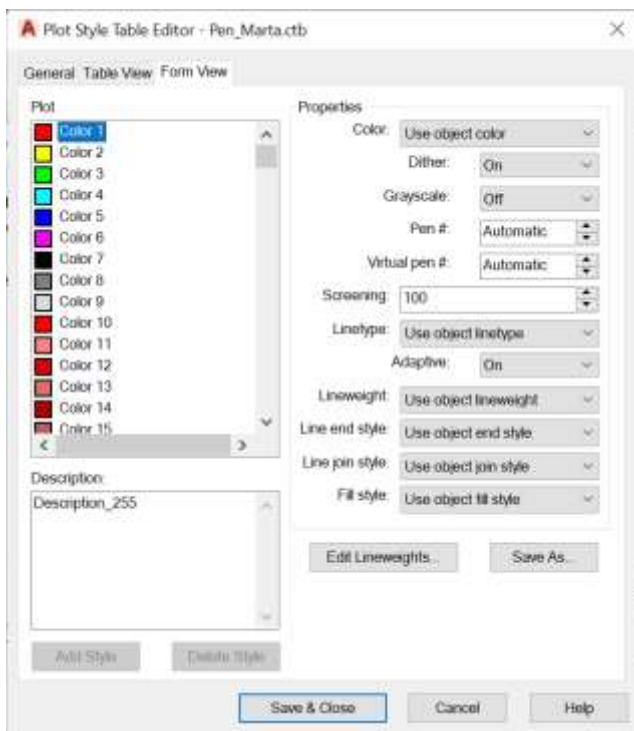 Plot Style Table Editor - Pen_Marta.ctb
General Table View Form View
Plot
Color 1
Color 2
Color 3
Color 4
Color 5
Color 6
Color 7
Color 8
Color 9
Color 10
Color 11
Color 12
Color 13
Color 14
Color 15
Description:
Description_255
Add Style Delete Style
Properties
Color: Use object color
Dither: On
Grayscale: Off
Pen #: Automatic
Virtual pen #: Automatic
Screening: 100
Linetype: Use object linetype
Adaptive: On
Lineweight: Use object lineweight
Line end style: Use object end style
Line join style: Use object join style
Fill style: Use object fill style
Edit Lineweights... Save As...
Save & Close Cancel Help